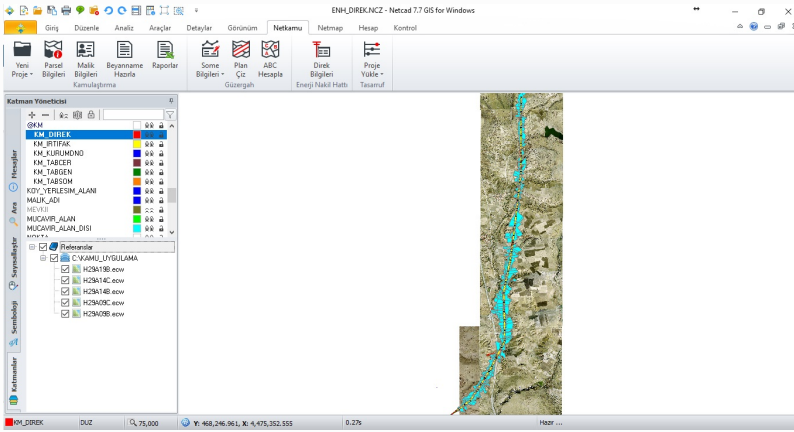 ENH_DIREK.NCZ - Netcad 7.7 GIS for Windows
Giriş Düzenle Analiz Araçlar Detaylar Görünüm Netkamu Netmap Hesap Kontrol
Yeni Proje Parsel Bilgileri Malik Bilgileri Beyanname Hazırla Raporlar Some Bilgileri Plan Çiz ABC Hesapla Direk Bilgileri Proje Yükle
Kamulaştırma Güzergah Enerji Nakil Hattı Tasarruf
Katman Yöneticisi
@KM
KM_DIREK
KM_IRTIFAK
KM_KURUMDNO
KM_TABCER
KM_TABGEN
KM_TABSOM
KOY_YERLESIM_ALANI
MALIK_ADI
MEVKII
MUCAVIR_ALAN
MUCAVIR_ALAN_DISI
NOKTA
Referanslar
C:\KAMU_UYGULAMA
H29A19B.ecw
H29A14C.ecw
H29A14B.ecw
H29A09C.ecw
H29A09B.ecw
Mesajlar
Ara
Sayısallaştır
Semboloji
Katmanlar
KM_DIREK DUZ 75,000 Y: 468,246.961, X: 4,475,352.555 0.27s Hazır ...